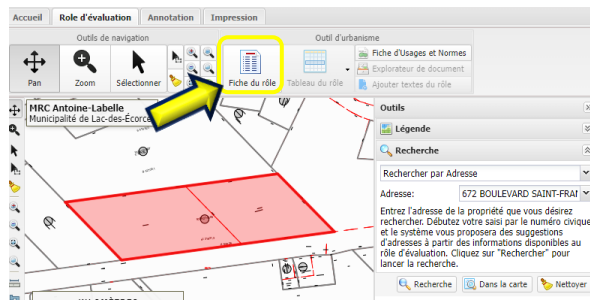 Accueil Role d'évaluation Annotation Impression
Outils de navigation Outil d'urbanisme
Pan Zoom Sélectionner Fiche du rôle Tableau du rôle
Fiche d'Usages et Normes
Explorateur de document
Ajouter textes du rôle
MRC Antoine-Labelle
Municipalité de Lac-des-Écorce
Outils
Légende
Recherche
Rechercher par Adresse
Adresse: 672 BOULEVARD SAINT-FRAI
Entrez l'adresse de la propriété que vous désirez
rechercher. Débutez votre saisi par le numéro civique
et le système vous proposera des suggestions
d'adresses à partir des informations disponibles au
rôle d'évaluation. Cliquez sur "Rechercher" pour
lancer la recherche.
Recherche Dans la carte Nettoyer